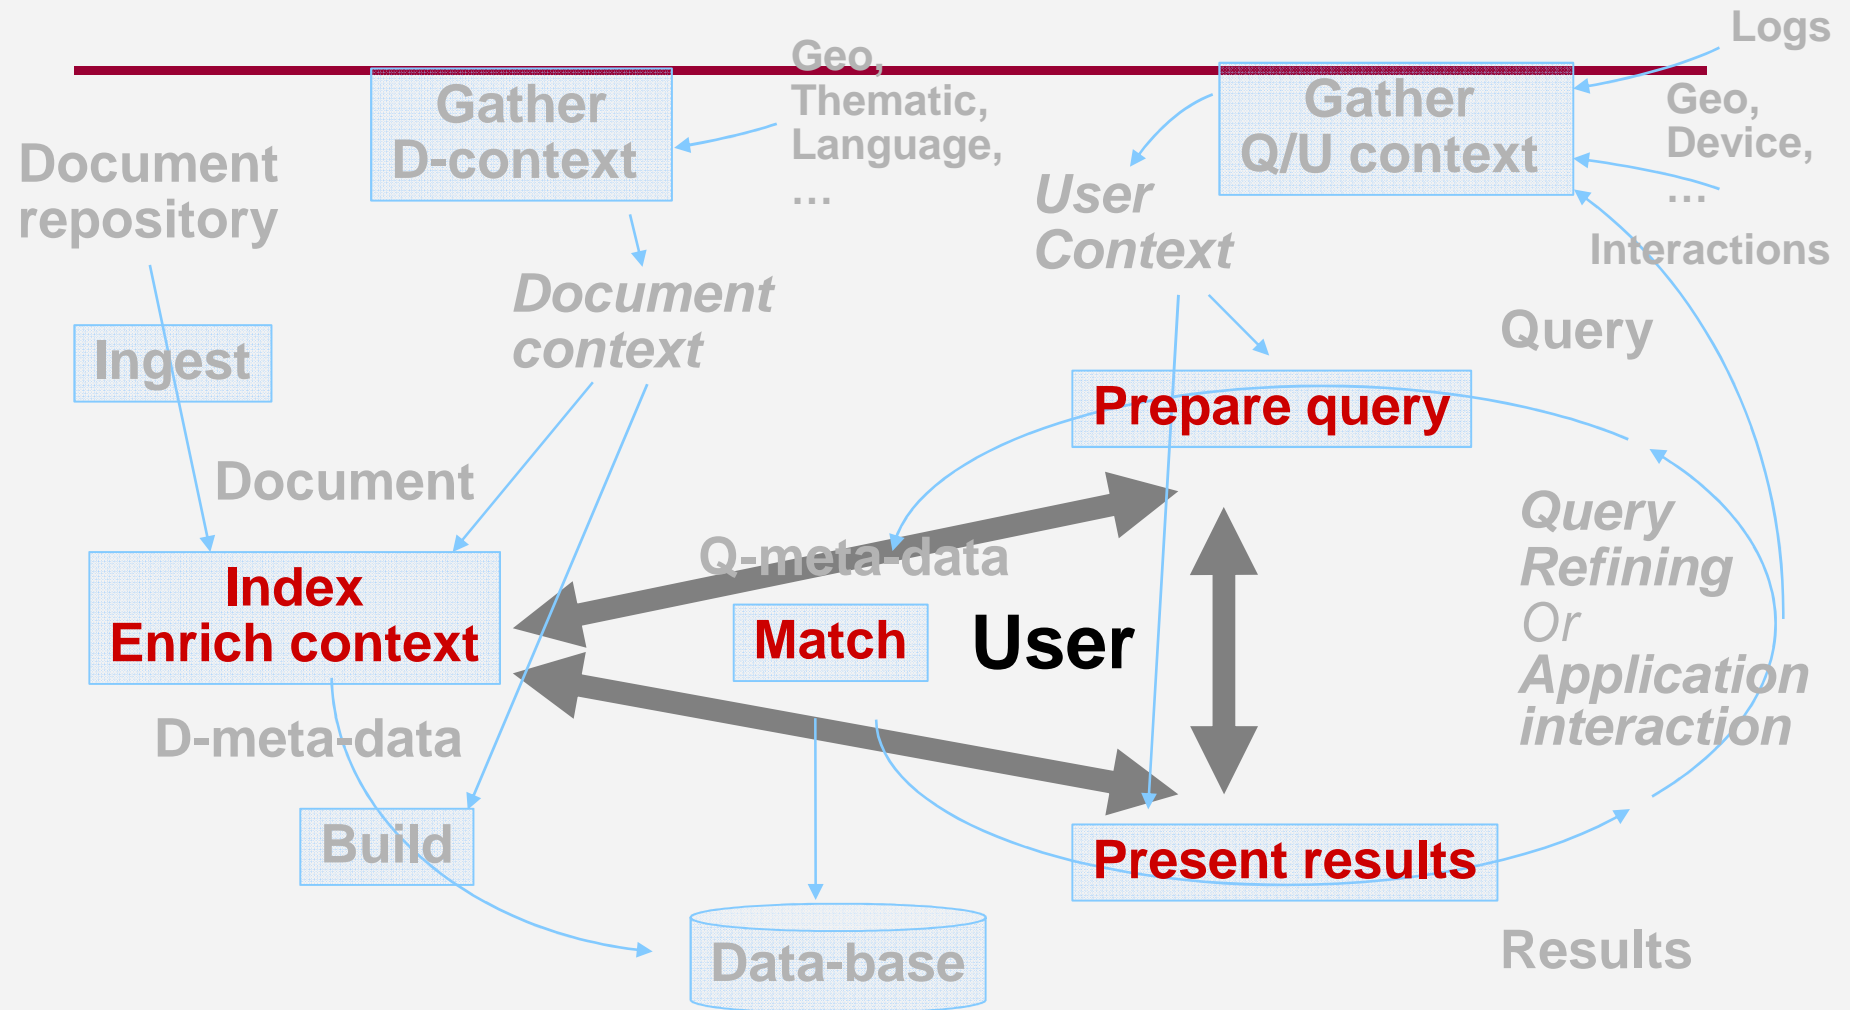 Logs
Geo,
Thematic,
Language,
…
Gather
D-context
Gather
Q/U context
Geo,
Device,
…
Interactions
Document
repository
User
Context
Document
context
Ingest
Query
Prepare query
Document
Query
Refining
Or
Application
interaction
Q-meta-data
Index
Enrich context
Match
User
D-meta-data
Build
Present results
Data-base
Results